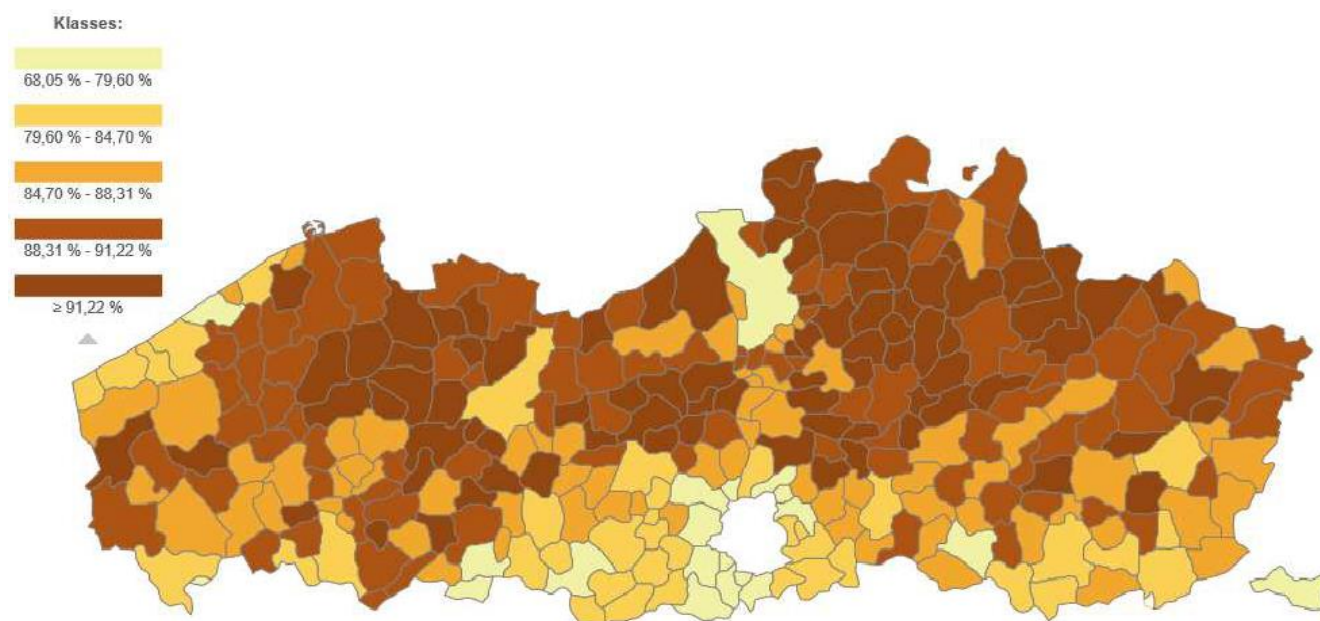 Klasses:
68,05 % - 79,60 %
79,60 % - 84,70 %
84,70 % - 88,31 %
88,31 % - 91,22 %
≥ 91,22 %